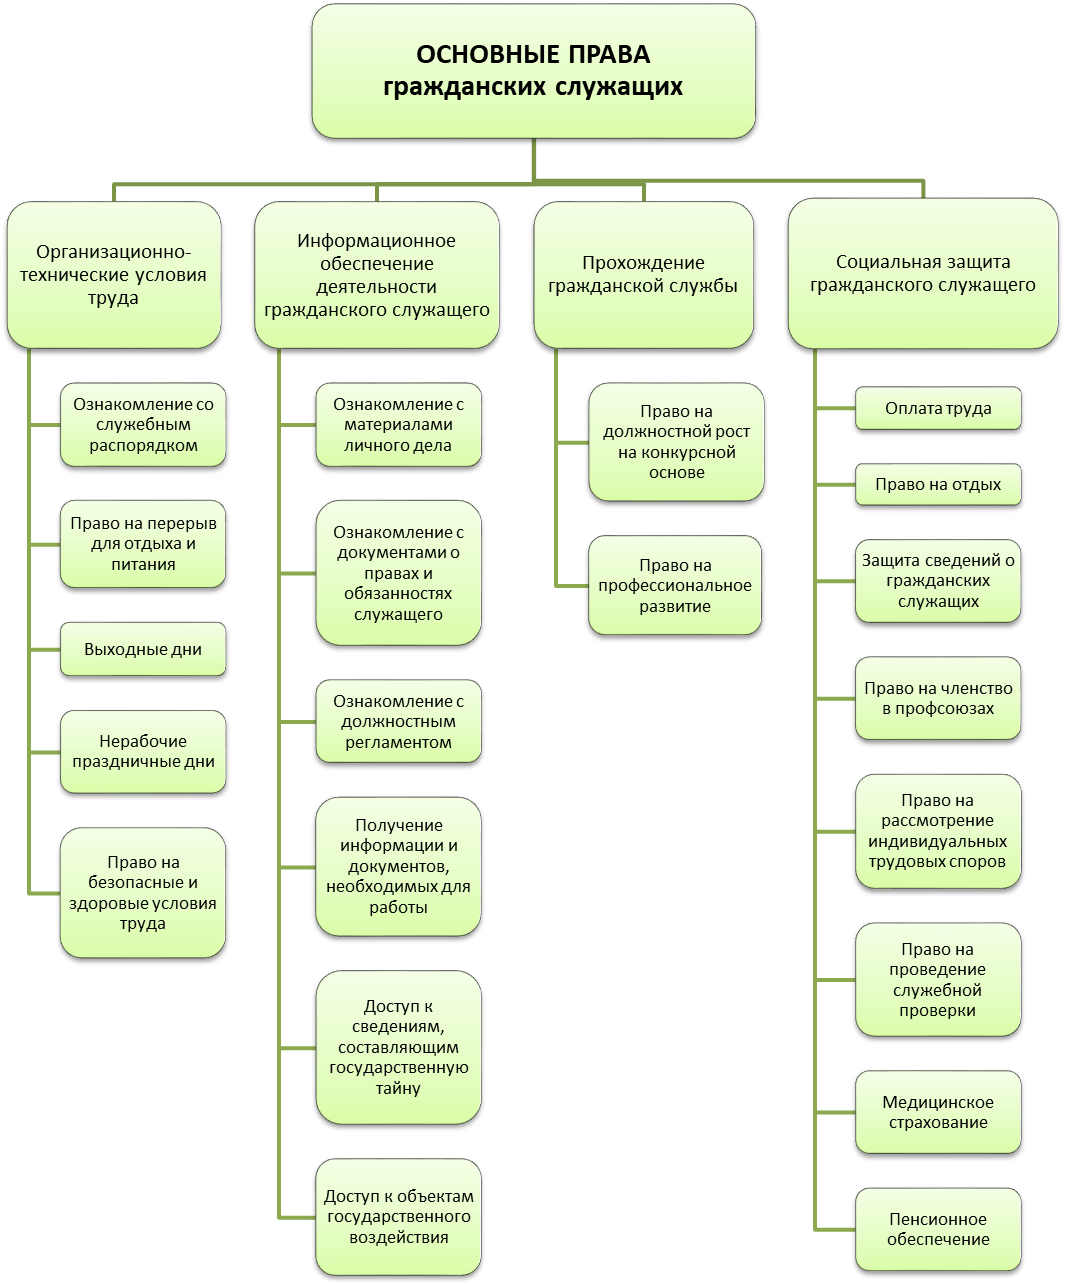 ОСНОВНЫЕ ПРАВА
гражданских служащих
Организационно-
технические условия
труда
Ознакомление со
служебным
распорядком
Право на перерыв
для отдыха и
питания
Выходные дни
Нерабочие
праздничные дни
Право на
безопасные и
здоровые условия
труда
Информационное
обеспечение
деятельности
гражданского служащего
Ознакомление с
материалами
личного дела
Ознакомление с
документами о
правах и
обязанностях
служащего
Ознакомление с
должностным
регламентом
Получение
информации и
документов,
необходимых для
работы
Доступ к
сведениям,
составляющим
государственную
тайну
Доступ к объектам
государственного
воздействия
Прохождение
гражданской службы
Право на
должностной рост
на конкурсной
основе
Право на
профессиональное
развитие
Социальная защита
гражданского служащего
Оплата труда
Право на отдых
Защита сведений о
гражданских
служащих
Право на членство
в профсоюзах
Право на
рассмотрение
индивидуальных
трудовых споров
Право на
проведение
служебной
проверки
Медицинское
страхование
Пенсионное
обеспечение